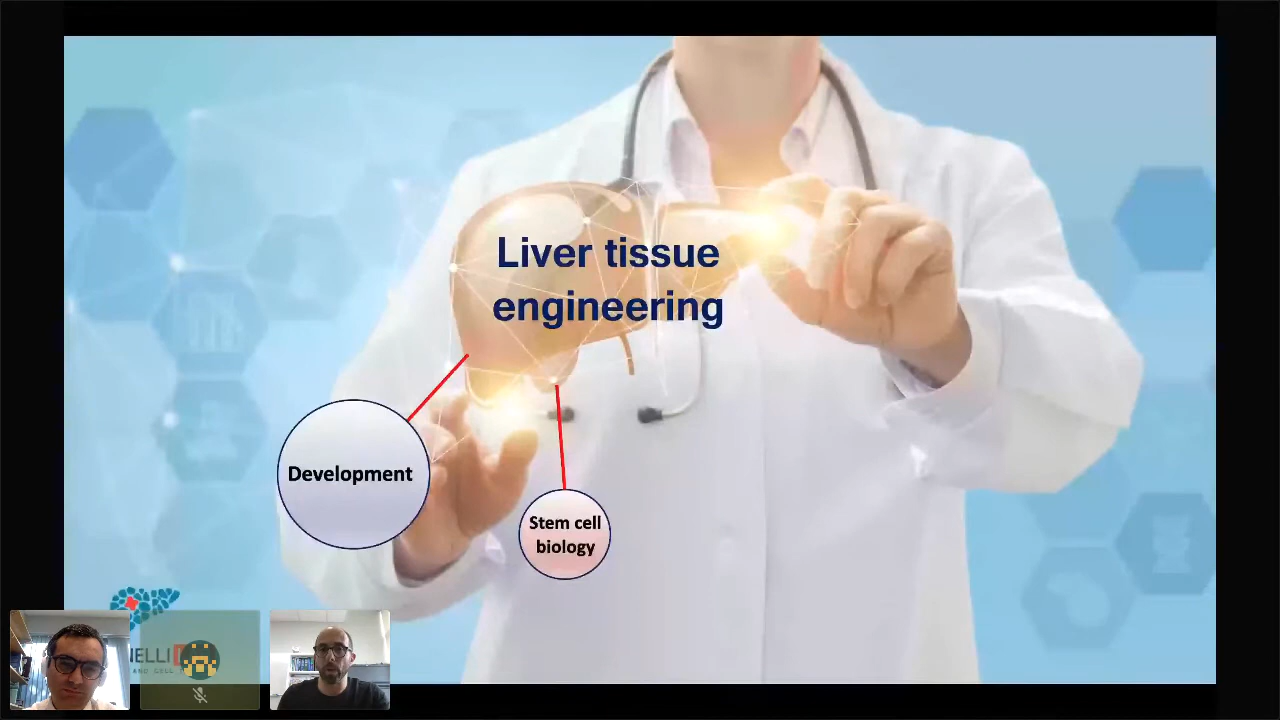 Liver tissue
engineering
Development
Stem cell
biology